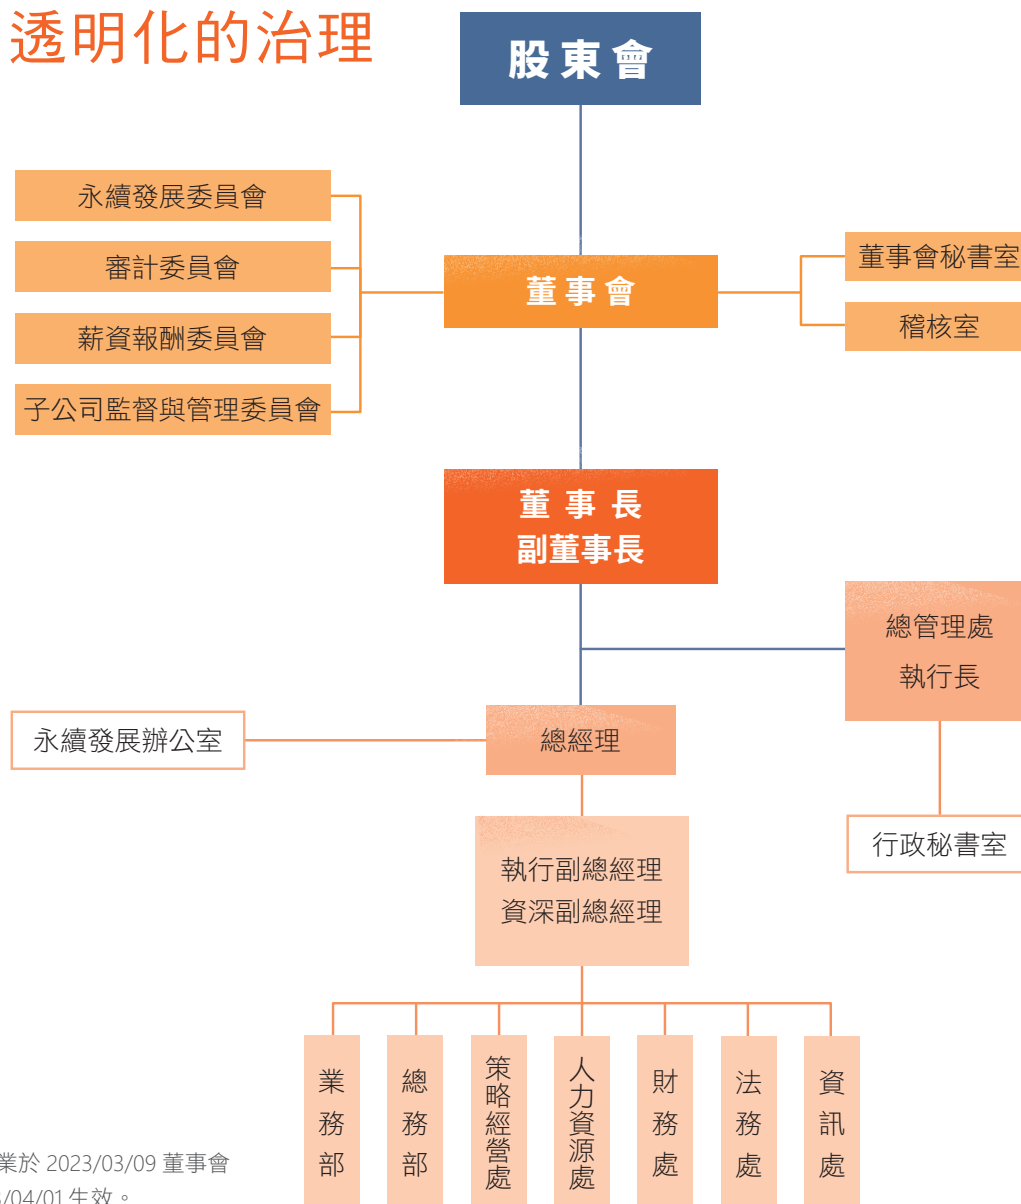 透明化的治理
股東會
永續發展委員會
審計委員會
薪資報酬委員會
子公司監督與管理委員會
董事會
董事會秘書室
稽核室
董事長
副董事長
總管理處
執行長
永續發展辦公室
總經理
行政秘書室
執行副總經理
資深副總經理
業務部
總務部
策略經營處
人力資源處
財務處
法務處
資訊處
業於 2023/03/09 董事會
/04/01 生效。